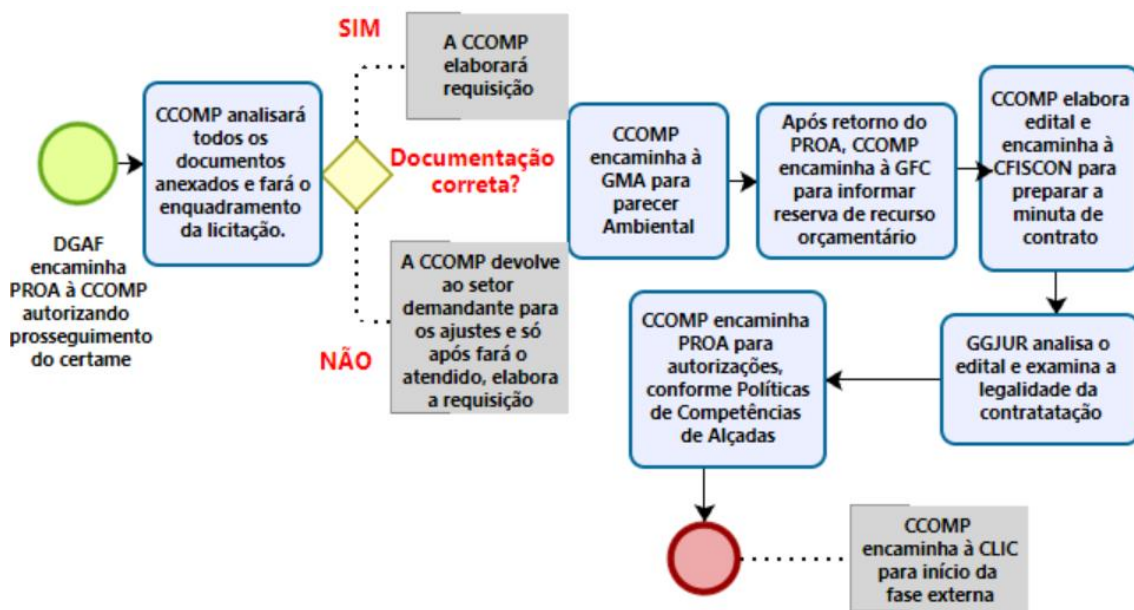 DGAF
encaminha
PROA à CCOMP
autorizando
prosseguimento
do certame
CCOMP analisará
todos os
documentos
anexados e fará o
enquadramento
da licitação.
Documentação
correta?
SIM
A CCOMP
elaborará
requisição
NÃO
A CCOMP devolve
ao setor
demandante para
os ajustes e só
após fará o
atendido, elabora
a requisição
CCOMP
encaminha à
GMA para
parecer
Ambiental
Após retorno do
PROA, CCOMP
encaminha à GFC
para informar
reserva de recurso
orçamentário
CCOMP elabora
edital e
encaminha à
CFISCON para
preparar a
minuta de
contrato
GGJUR analisa o
edital e examina a
legalidade da
contratatação
CCOMP encaminha
PROA para
autorizações,
conforme Políticas
de Competências
de Alçadas
CCOMP
encaminha à CLIC
para início da
fase externa